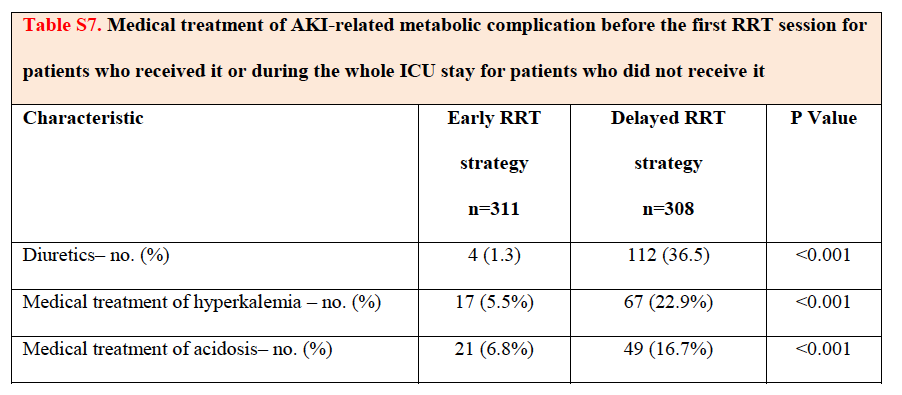 Table S7. Medical treatment of AKI-related metabolic complication before the first RRT session for
patients who received it or during the whole ICU stay for patients who did not receive it
Characteristic Early RRT Delayed RRT P Value
strategy strategy
n=311 n=308
Diuretics– no. (%) 4 (1.3) 112 (36.5) <0.001
Medical treatment of hyperkalemia – no. (%) 17 (5.5%) 67 (22.9%) <0.001
Medical treatment of acidosis– no. (%) 21 (6.8%) 49 (16.7%) <0.001